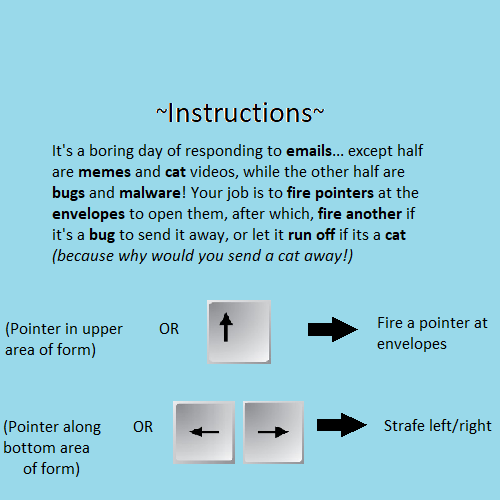 ~Instructions~
It's a boring day of responding to emails... except half
are memes and cat videos, while the other half are
bugs and malware! Your job is to fire pointers at the
envelopes to open them, after which, fire another if
it's a bug to send it away, or let it run off if its a cat
(because why would you send a cat away!)
(Pointer in upper OR Fire a pointer at
area of form) envelopes
(Pointer along OR Strafe left/right
bottom area
of form)